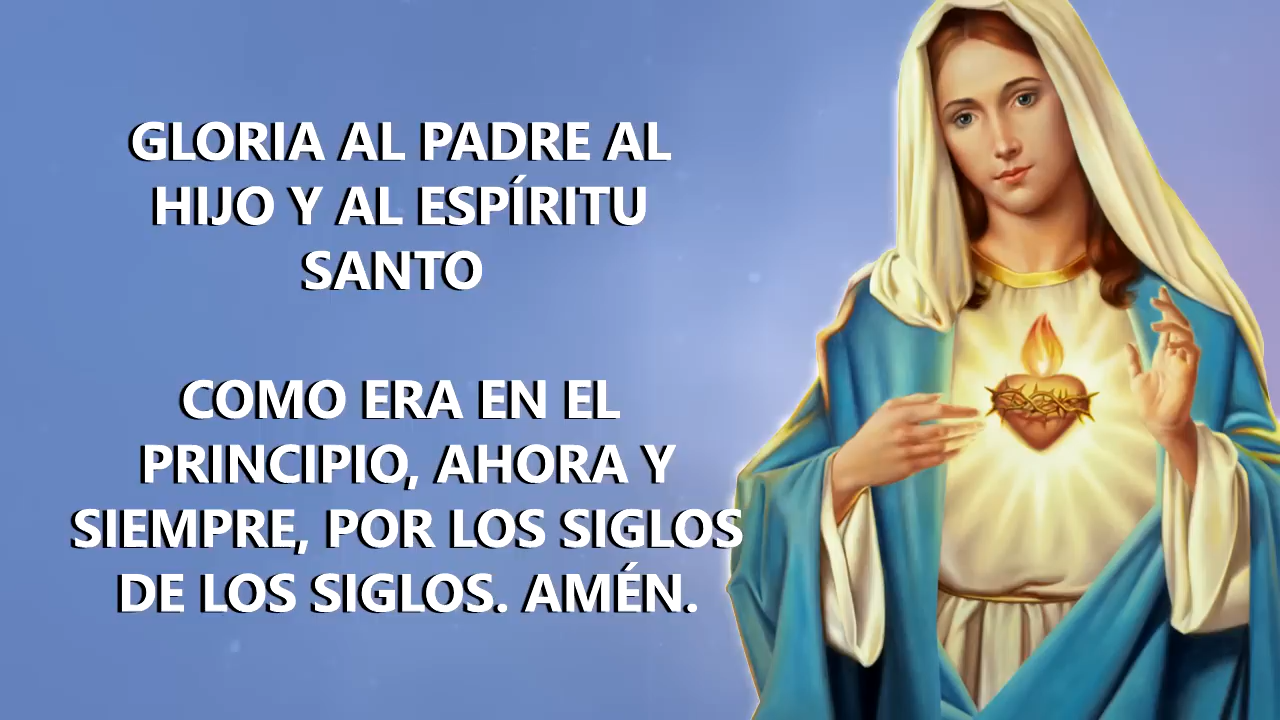 GLORIA AL PADRE AL
HIJO Y AL ESPÍRITU
SANTO
COMO ERA EN EL
PRINCIPIO, AHORA Y
SIEMPRE, POR LOS SIGLOS
DE LOS SIGLOS. AMÉN.